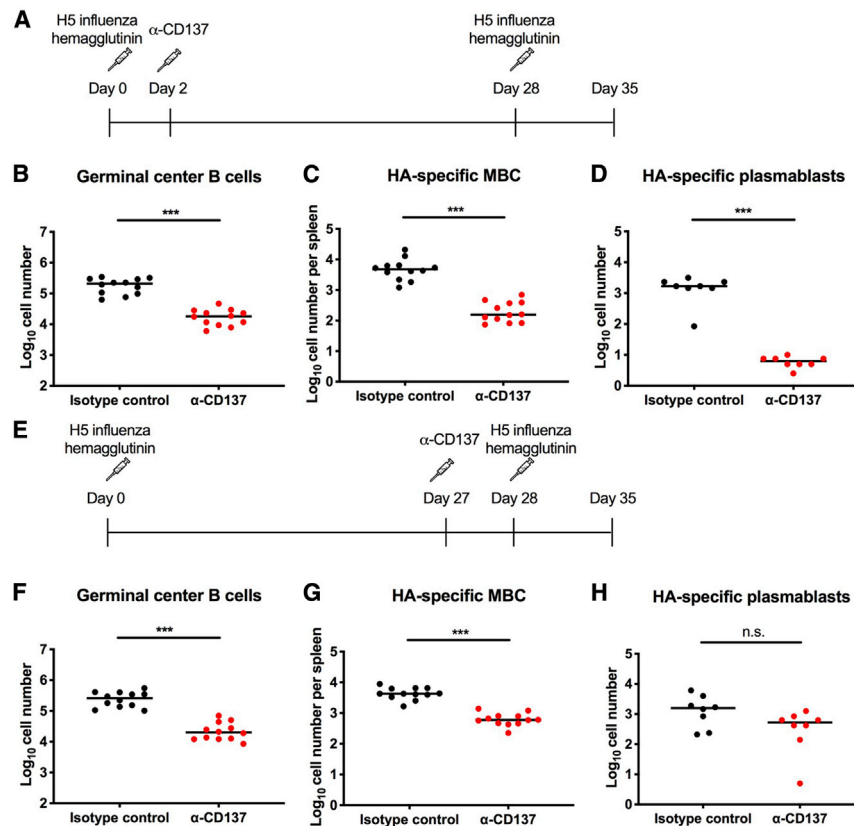 A
H5 influenza
hemagglutinin
α-CD137
H5 influenza
hemagglutinin
Day 0
Day 2
Day 28
Day 35
B
Germinal center B cells
***
Log10 cell number
7
6
5
4
3
2
Isotype control
α-CD137
C
HA-specific MBC
***
Log10 cell number per spleen
5
4
3
2
1
0
Isotype control
α-CD137
D
HA-specific plasmablasts
***
Log10 cell number
5
4
3
2
1
0
Isotype control
α-CD137
E
H5 influenza
hemagglutinin
α-CD137
H5 influenza
hemagglutinin
Day 0
Day 27
Day 28
Day 35
F
Germinal center B cells
***
Log10 cell number
7
6
5
4
3
2
Isotype control
α-CD137
G
HA-specific MBC
***
Log10 cell number per spleen
5
4
3
2
1
0
Isotype control
α-CD137
H
HA-specific plasmablasts
n.s.
Log10 cell number
5
4
3
2
1
0
Isotype control
α-CD137